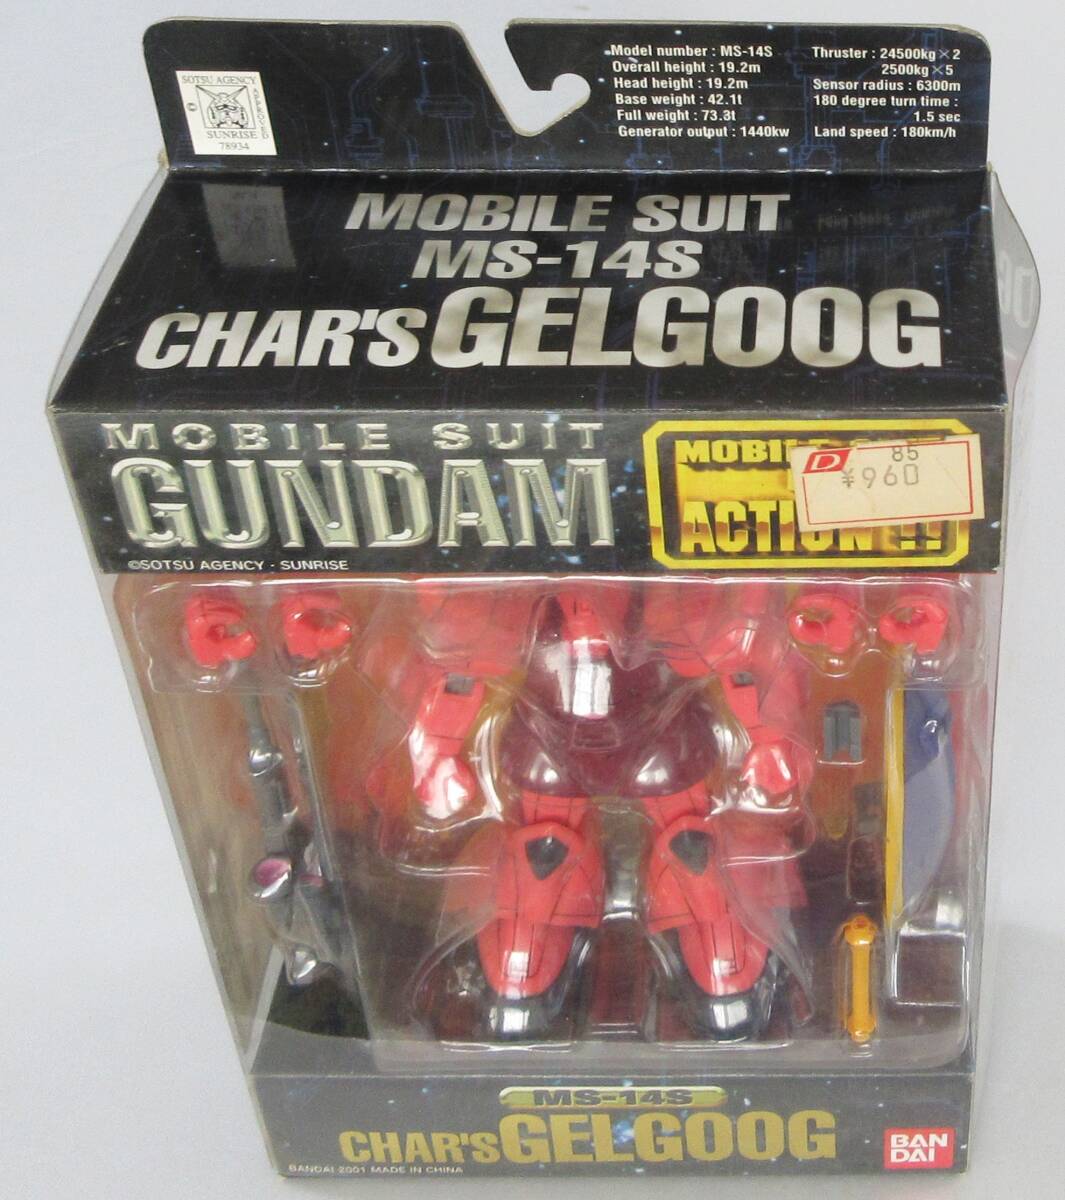 SOTSU AGENCY
APPROVED
SUNRISE
78934
Model number : MS-14S
Overall height : 19.2m
Head height : 19.2m
Base weight : 42.1t
Full weight : 73.3t
Generator output : 1440kw
Thruster : 24500kg×2
2500kg×5
Sensor radius : 6300m
180 degree turn time :
1.5 sec
Land speed : 180km/h
MOBILE SUIT
MS-14S
CHAR'S GELGOOG
MOBILE SUIT
GUNDAM
©SOTSU AGENCY · SUNRISE
ACTION !!
D 85
¥960
MS-14S
CHAR'S GELGOOG
BANDAI 2001 MADE IN CHINA
BAN
DAI